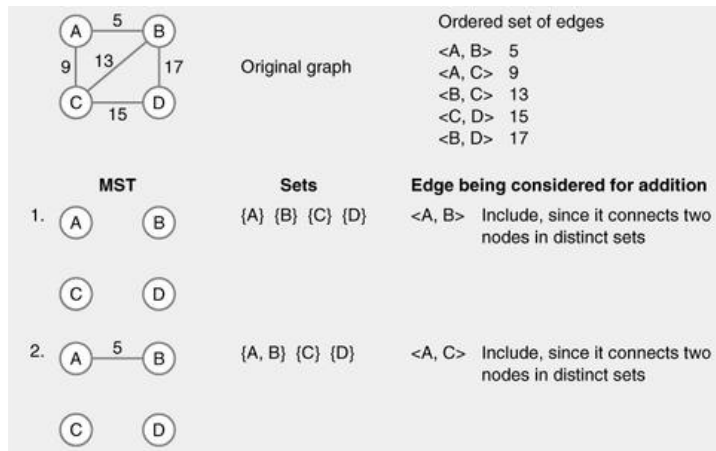 A 5 B
9 13 17
C 15 D
Original graph
Ordered set of edges
<A, B> 5
<A, C> 9
<B, C> 13
<C, D> 15
<B, D> 17
MST Sets Edge being considered for addition
1. A B {A} {B} {C} {D} <A, B> Include, since it connects two
nodes in distinct sets
C D
2. A 5 B {A, B} {C} {D} <A, C> Include, since it connects two
nodes in distinct sets
C D